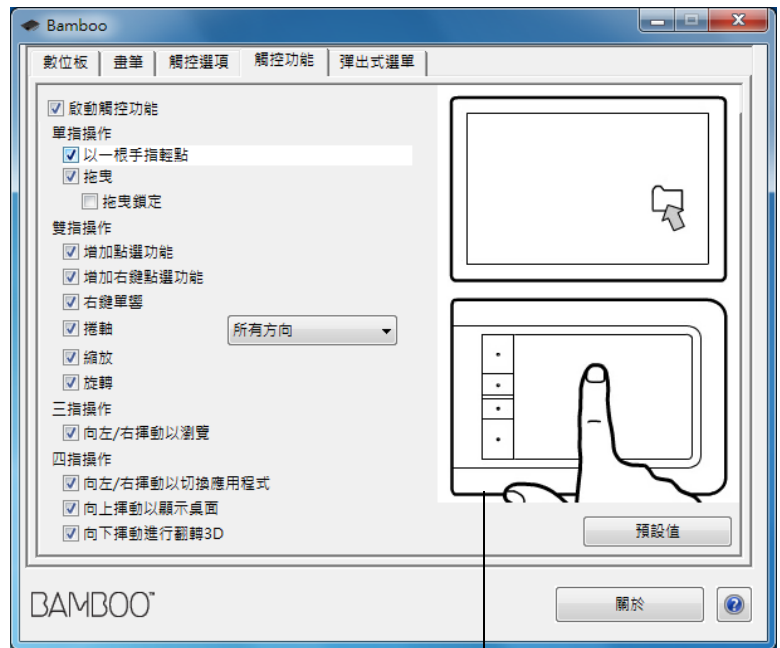 Bamboo
數位板 畫筆 觸控選項 觸控功能 彈出式選單
啟動觸控功能
單指操作
以一根手指輕點
拖曳
拖曳鎖定
雙指操作
增加點選功能
增加右鍵點選功能
右鍵單響
捲軸 所有方向
縮放
旋轉
三指操作
向左/右揮動以瀏覽
四指操作
向左/右揮動以切換應用程式
向上揮動以顯示桌面
向下揮動進行翻轉3D
預設值
BAMBOO™
關於